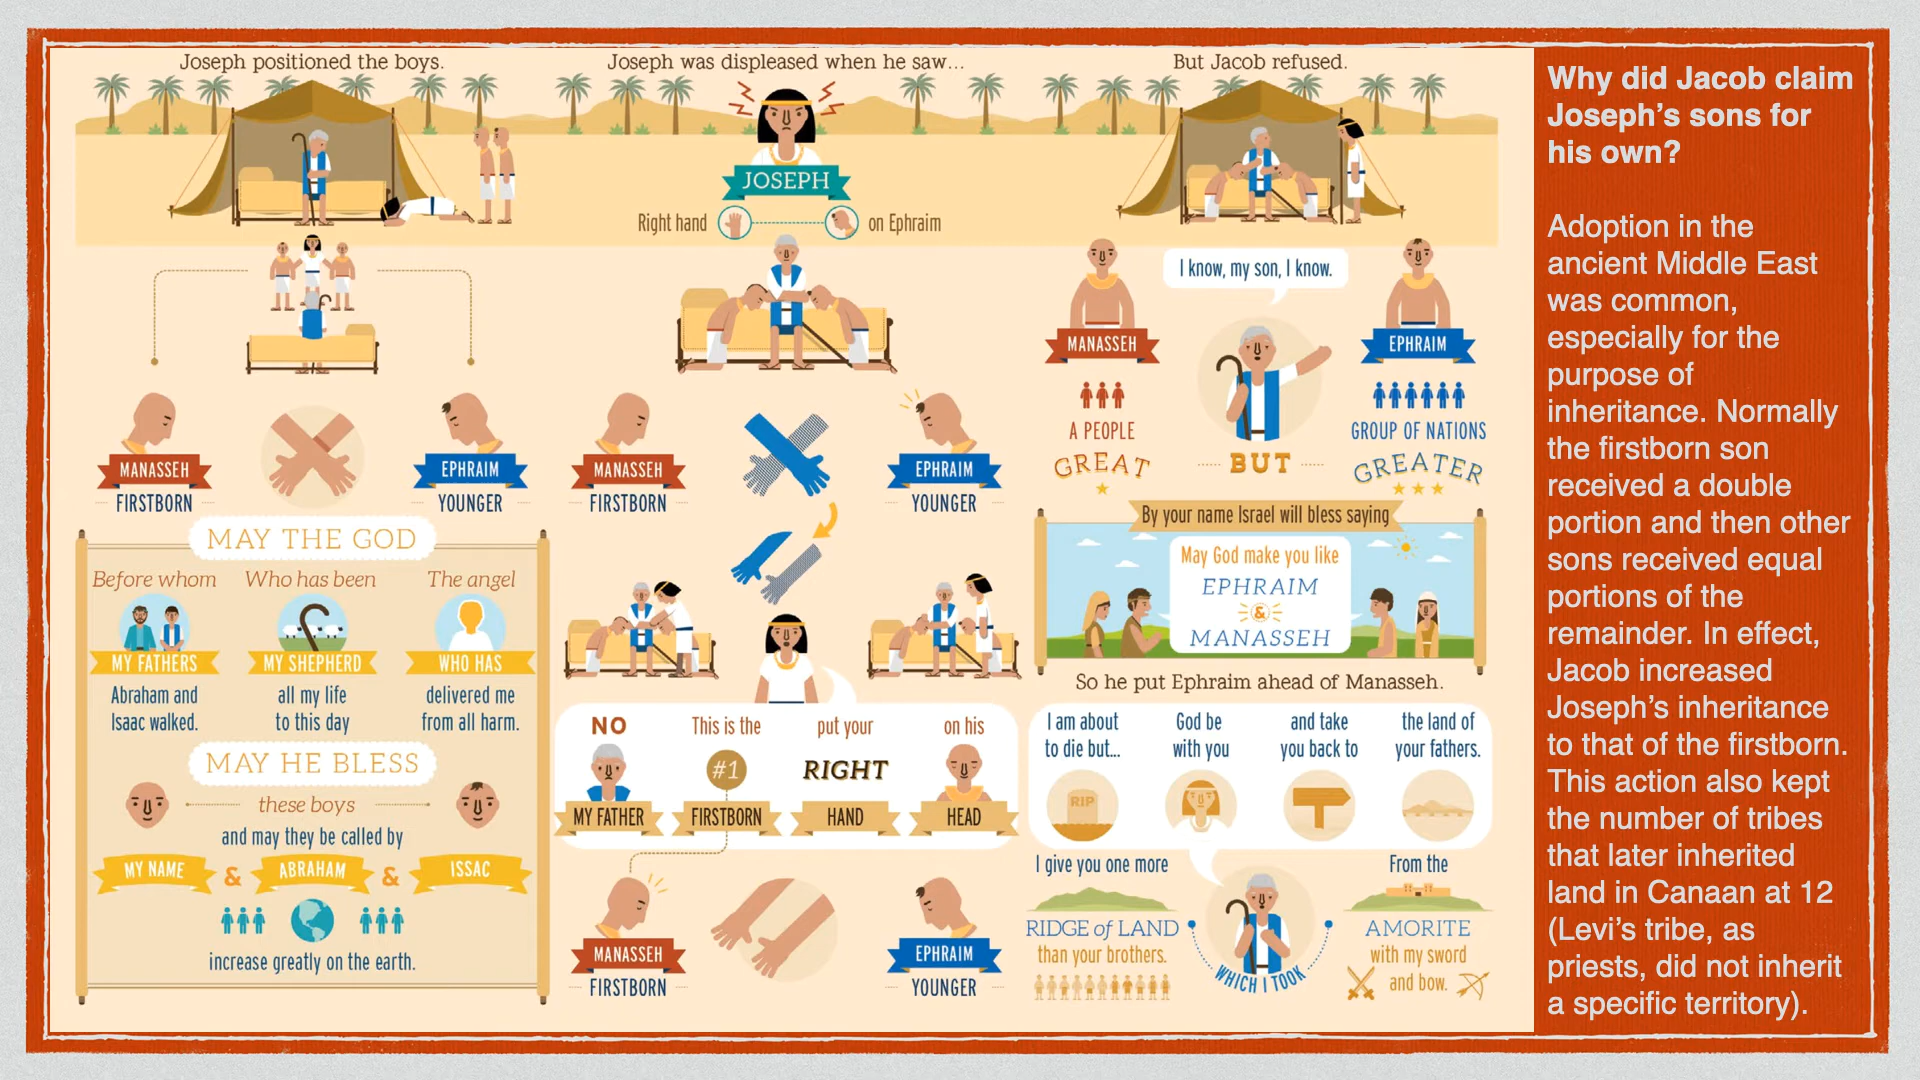 Joseph positioned the boys.
MANASSEH
FIRSTBORN
EPHRAIM
YOUNGER
MAY THE GOD
Before whom
MY FATHERS
Abraham and
Isaac walked.
Who has been
MY SHEPHERD
all my life
to this day
The angel
WHO HAS
delivered me
from all harm.
MAY HE BLESS
these boys
and may they be called by
MY NAME & ABRAHAM & ISSAC
increase greatly on the earth.
Joseph was displeased when he saw...
JOSEPH
Right hand
on Ephraim
MANASSEH
FIRSTBORN
EPHRAIM
YOUNGER
NO
MY FATHER
This is the
#1
FIRSTBORN
put your
RIGHT
HAND
on his
HEAD
MANASSEH
FIRSTBORN
EPHRAIM
YOUNGER
But Jacob refused.
I know, my son, I know.
MANASSEH
A PEOPLE
GREAT
BUT
EPHRAIM
GROUP OF NATIONS
GREATER
By your name Israel will bless saying
May God make you like
EPHRAIM
&
MANASSEH
So he put Ephraim ahead of Manasseh.
I am about
to die but...
RIP
God be
with you
and take
you back to
the land of
your fathers.
I give you one more
RIDGE of LAND
than your brothers.
WHICH I TOOK
From the
AMORITE
with my sword
and bow.
Why did Jacob claim
Joseph's sons for
his own?
Adoption in the
ancient Middle East
was common,
especially for the
purpose of
inheritance. Normally
the firstborn son
received a double
portion and then other
sons received equal
portions of the
remainder. In effect,
Jacob increased
Joseph's inheritance
to that of the firstborn.
This action also kept
the number of tribes
that later inherited
land in Canaan at 12
(Levi's tribe, as
priests, did not inherit
a specific territory).